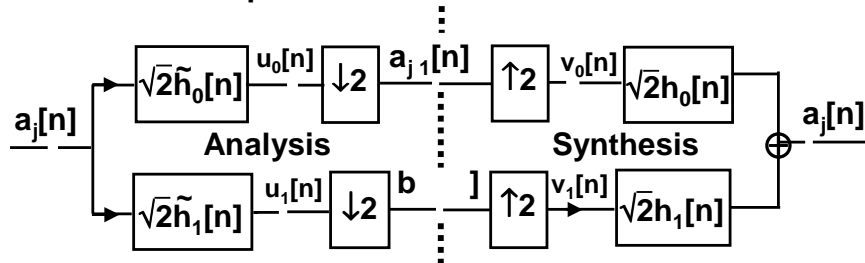 u₀[n] a_{j 1}[n] v₀[n]
√2h̃₀[n] ↓2 ↑2 √2h₀[n]
a_j[n] Analysis Synthesis a_j[n]
u₁[n] b ] v₁[n]
√2h̃₁[n] ↓2 ↑2 √2h₁[n]